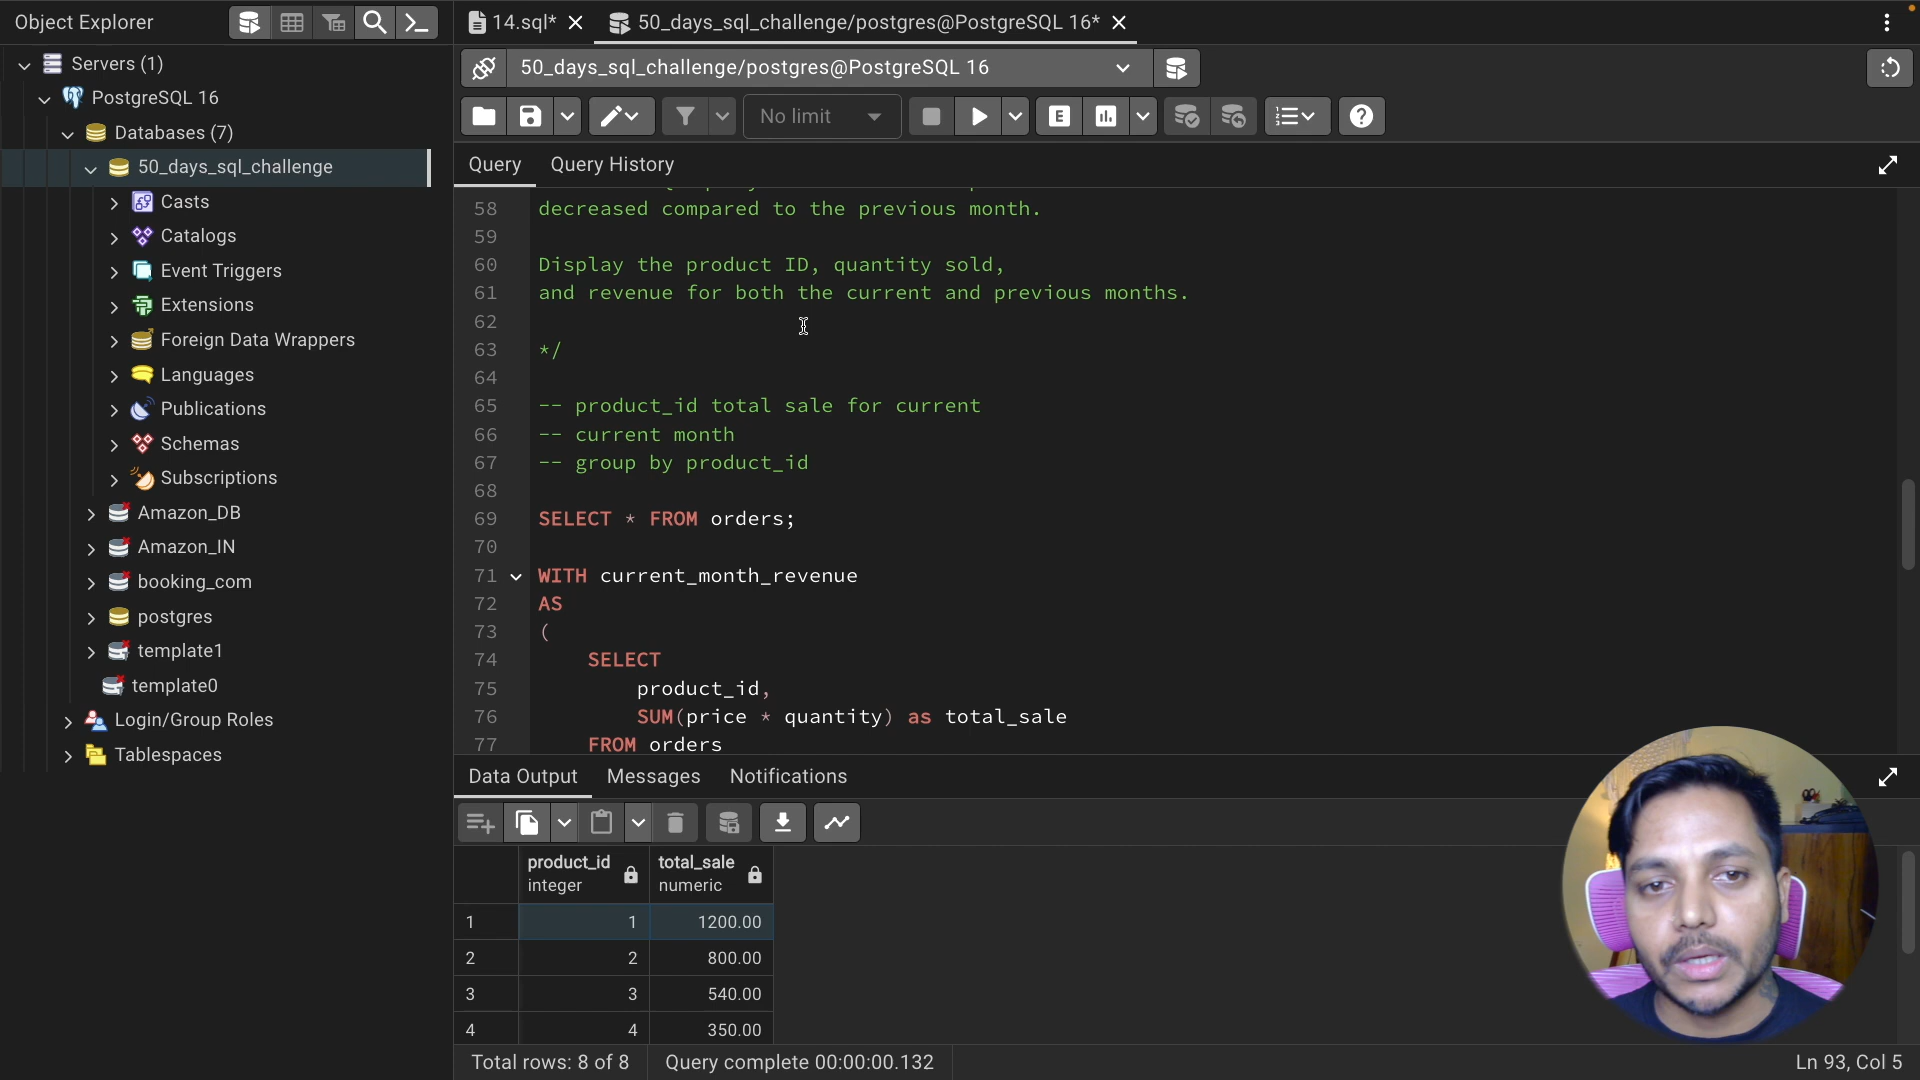 Object Explorer
14.sql*
50_days_sql_challenge/postgres@PostgreSQL 16*
Servers (1)
PostgreSQL 16
Databases (7)
50_days_sql_challenge
Casts
Catalogs
Event Triggers
Extensions
Foreign Data Wrappers
Languages
Publications
Schemas
Subscriptions
Amazon_DB
Amazon_IN
booking_com
postgres
template1
template0
Login/Group Roles
Tablespaces
50_days_sql_challenge/postgres@PostgreSQL 16
No limit
E
Query
Query History
58 decreased compared to the previous month.
59
60 Display the product ID, quantity sold,
61 and revenue for both the current and previous months.
62
63 */
64
65 -- product_id total sale for current
66 -- current month
67 -- group by product_id
68
69 SELECT * FROM orders;
70
71 WITH current_month_revenue
72 AS
73 (
74 SELECT
75 product_id,
76 SUM(price * quantity) as total_sale
77 FROM orders
Data Output
Messages
Notifications
product_id total_sale
integer numeric
1 1 1200.00
2 2 800.00
3 3 540.00
4 4 350.00
Total rows: 8 of 8
Query complete 00:00:00.132
Ln 93, Col 5